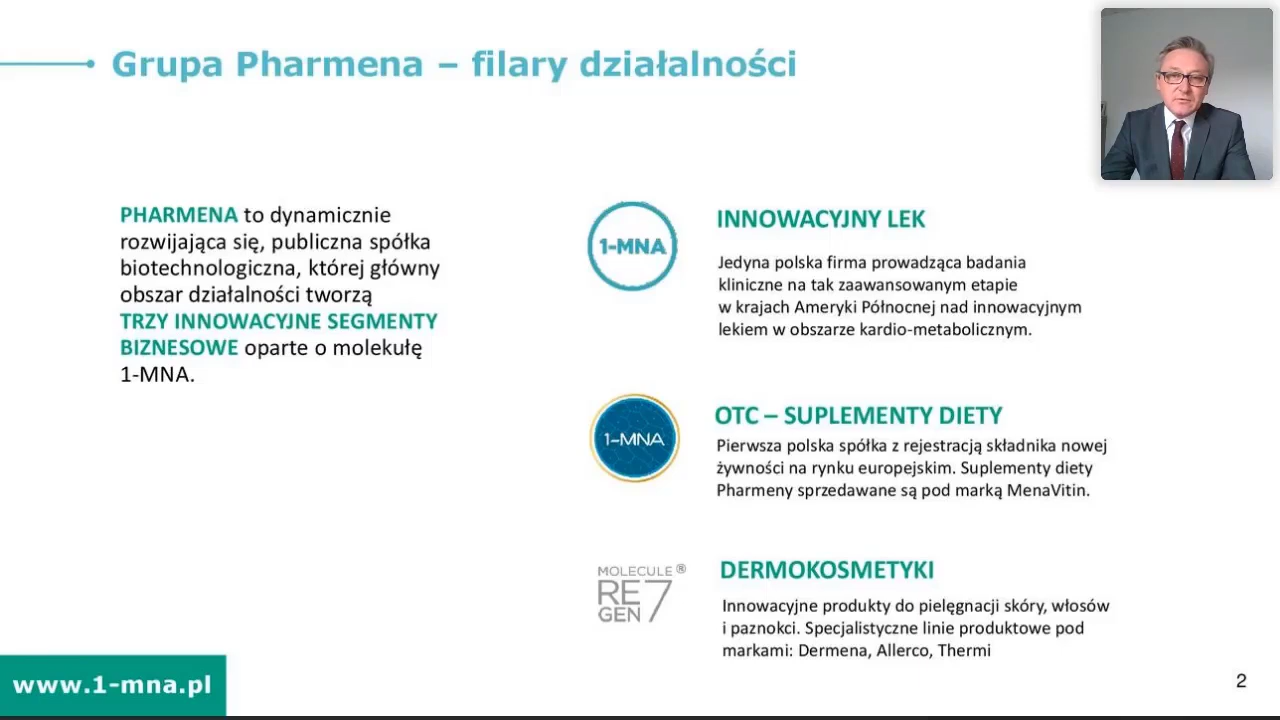 Grupa Pharmena – filary działalności
PHARMENA to dynamicznie
rozwijająca się, publiczna spółka
biotechnologiczna, której główny
obszar działalności tworzą
TRZY INNOWACYJNE SEGMENTY
BIZNESOWE oparte o molekułę
1-MNA.
1-MNA
INNOWACYJNY LEK
Jedyna polska firma prowadząca badania
kliniczne na tak zaawansowanym etapie
w krajach Ameryki Północnej nad innowacyjnym
lekiem w obszarze kardio-metabolicznym.
1-MNA
OTC – SUPLEMENTY DIETY
Pierwsza polska spółka z rejestracją składnika nowej
żywności na rynku europejskim. Suplementy diety
Pharmeny sprzedawane są pod marką MenaVitin.
MOLECULE ®
RE
GEN 7
DERMOKOSMETYKI
Innowacyjne produkty do pielęgnacji skóry, włosów
i paznokci. Specjalistyczne linie produktowe pod
markami: Dermena, Allerco, Thermi
www.1-mna.pl
2